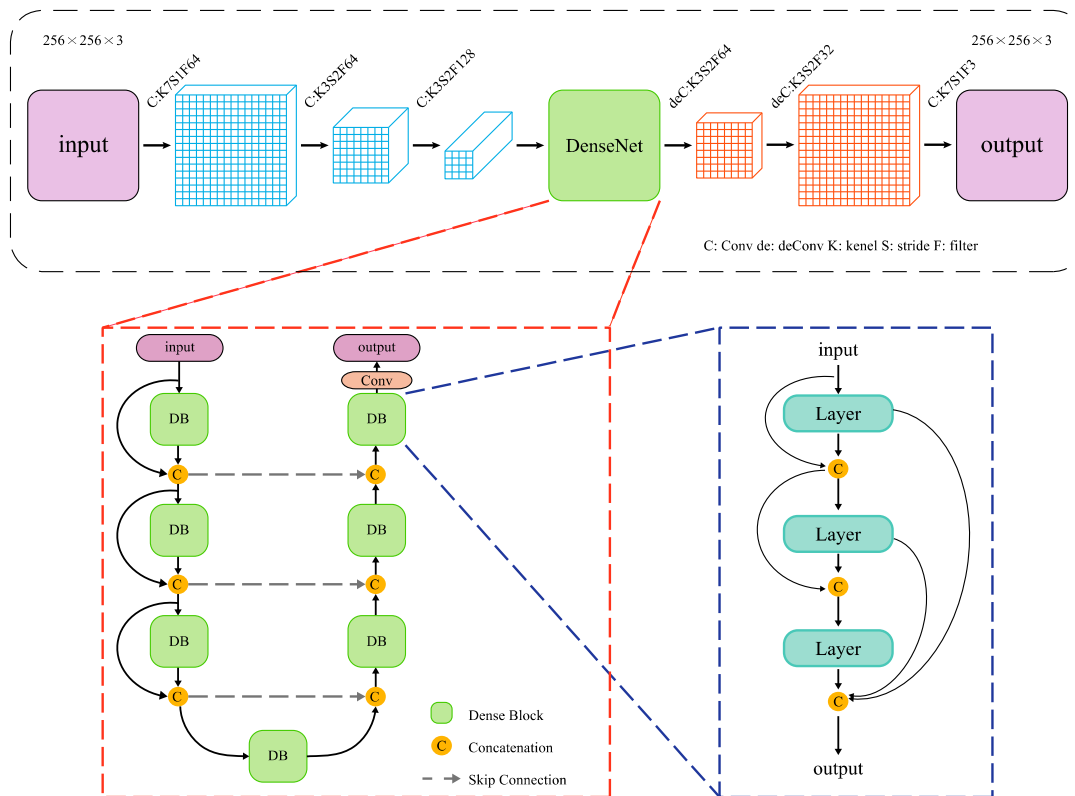 256×256×3
256×256×3
C:K7S1F64
C:K3S2F64
C:K3S2F128
deC:K3S2F64
deC:K3S2F32
C:K7S1F3
input
DenseNet
output
C: Conv de: deConv K: kenel S: stride F: filter
input
output
Conv
DB
DB
C
C
DB
DB
C
C
DB
DB
C
C
DB
Dense Block
C
Concatenation
Skip Connection
input
Layer
C
Layer
C
Layer
C
output